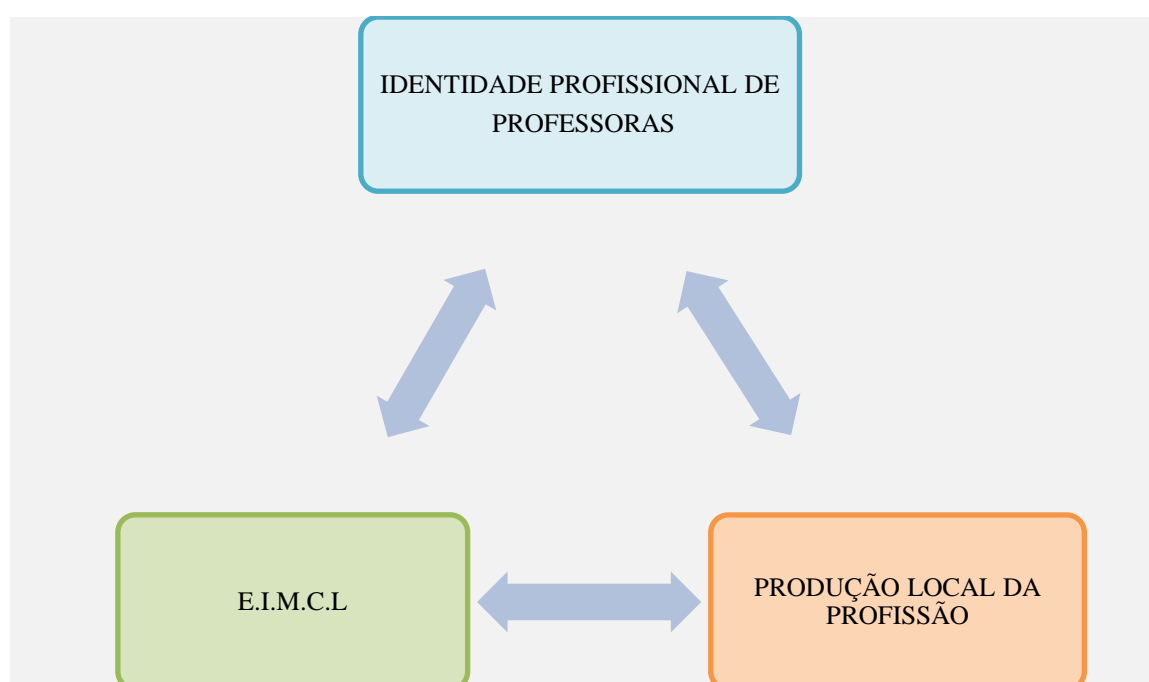 IDENTIDADE PROFISSIONAL DE
PROFESSORAS
E.I.M.C.L
PRODUÇÃO LOCAL DA
PROFISSÃO